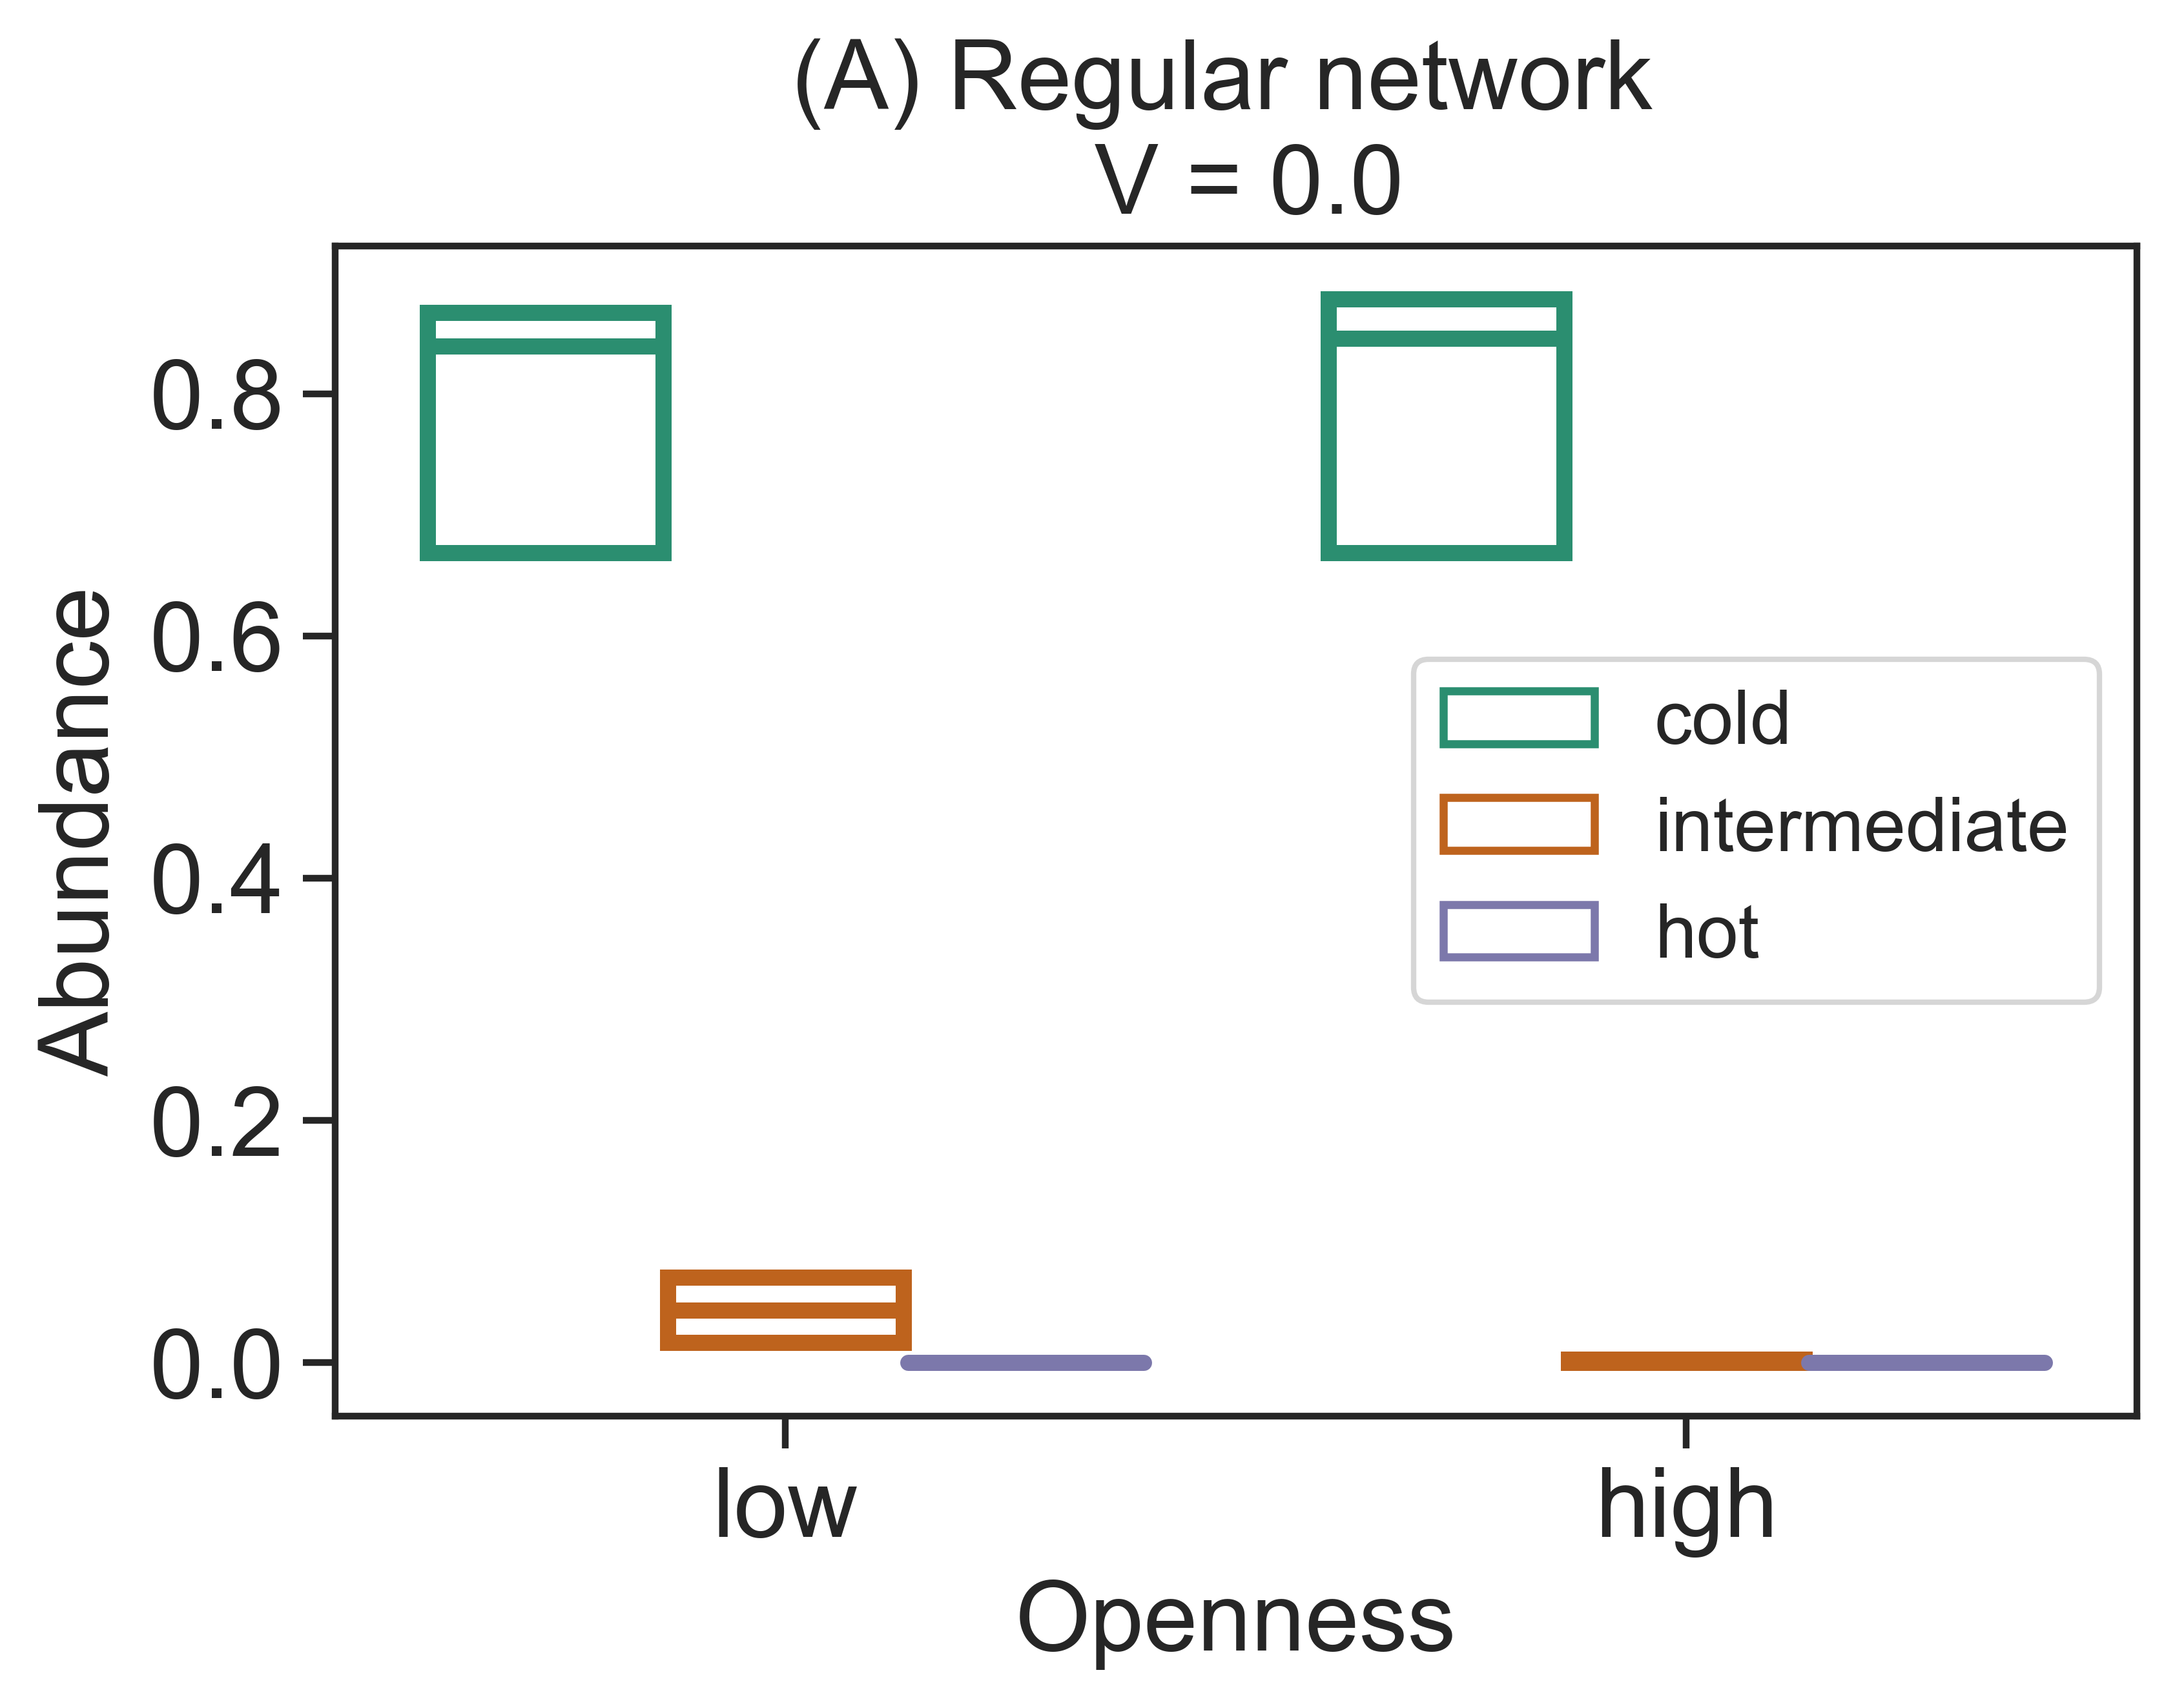 (A) Regular network
V = 0.0
0.8
0.6
0.4
0.2
0.0
Abundance
cold
intermediate
hot
low high
Openness